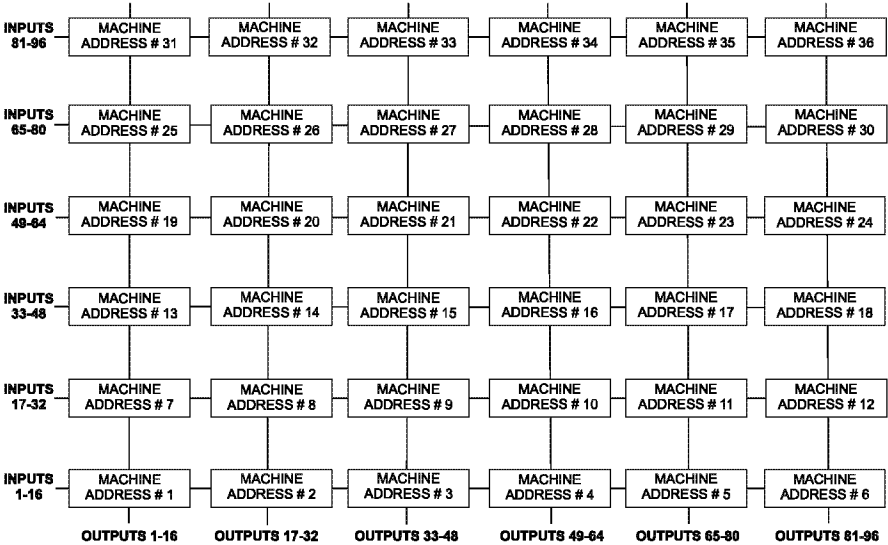 INPUTS
81-96
MACHINE
ADDRESS # 31
MACHINE
ADDRESS # 32
MACHINE
ADDRESS # 33
MACHINE
ADDRESS # 34
MACHINE
ADDRESS # 35
MACHINE
ADDRESS # 36
INPUTS
65-80
MACHINE
ADDRESS # 25
MACHINE
ADDRESS # 26
MACHINE
ADDRESS # 27
MACHINE
ADDRESS # 28
MACHINE
ADDRESS # 29
MACHINE
ADDRESS # 30
INPUTS
49-64
MACHINE
ADDRESS # 19
MACHINE
ADDRESS # 20
MACHINE
ADDRESS # 21
MACHINE
ADDRESS # 22
MACHINE
ADDRESS # 23
MACHINE
ADDRESS # 24
INPUTS
33-48
MACHINE
ADDRESS # 13
MACHINE
ADDRESS # 14
MACHINE
ADDRESS # 15
MACHINE
ADDRESS # 16
MACHINE
ADDRESS # 17
MACHINE
ADDRESS # 18
INPUTS
17-32
MACHINE
ADDRESS # 7
MACHINE
ADDRESS # 8
MACHINE
ADDRESS # 9
MACHINE
ADDRESS # 10
MACHINE
ADDRESS # 11
MACHINE
ADDRESS # 12
INPUTS
1-16
MACHINE
ADDRESS # 1
MACHINE
ADDRESS # 2
MACHINE
ADDRESS # 3
MACHINE
ADDRESS # 4
MACHINE
ADDRESS # 5
MACHINE
ADDRESS # 6
OUTPUTS 1-16
OUTPUTS 17-32
OUTPUTS 33-48
OUTPUTS 49-64
OUTPUTS 65-80
OUTPUTS 81-96